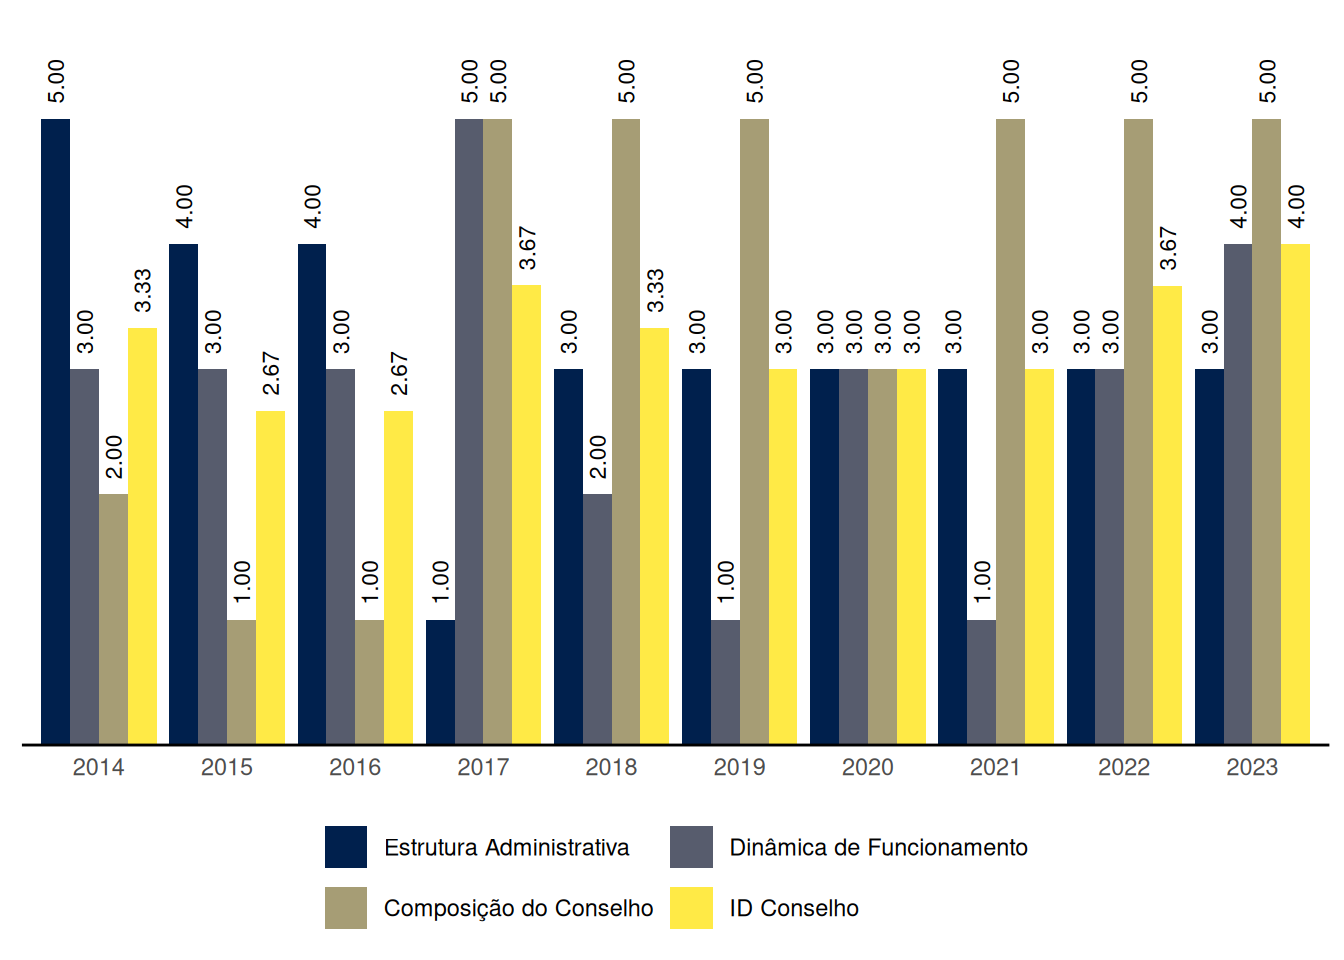 5.00 3.00 2.00 3.33 4.00 3.00 1.00 2.67 4.00 3.00 1.00 2.67 1.00 5.00 5.00 3.67 3.00 2.00 5.00 3.33 3.00 1.00 5.00 3.00 3.00 3.00 3.00 3.00 3.00 1.00 5.00 3.00 3.00 3.00 5.00 3.67 3.00 4.00 5.00 4.00
2014 2015 2016 2017 2018 2019 2020 2021 2022 2023
Estrutura Administrativa Dinâmica de Funcionamento
Composição do Conselho ID Conselho